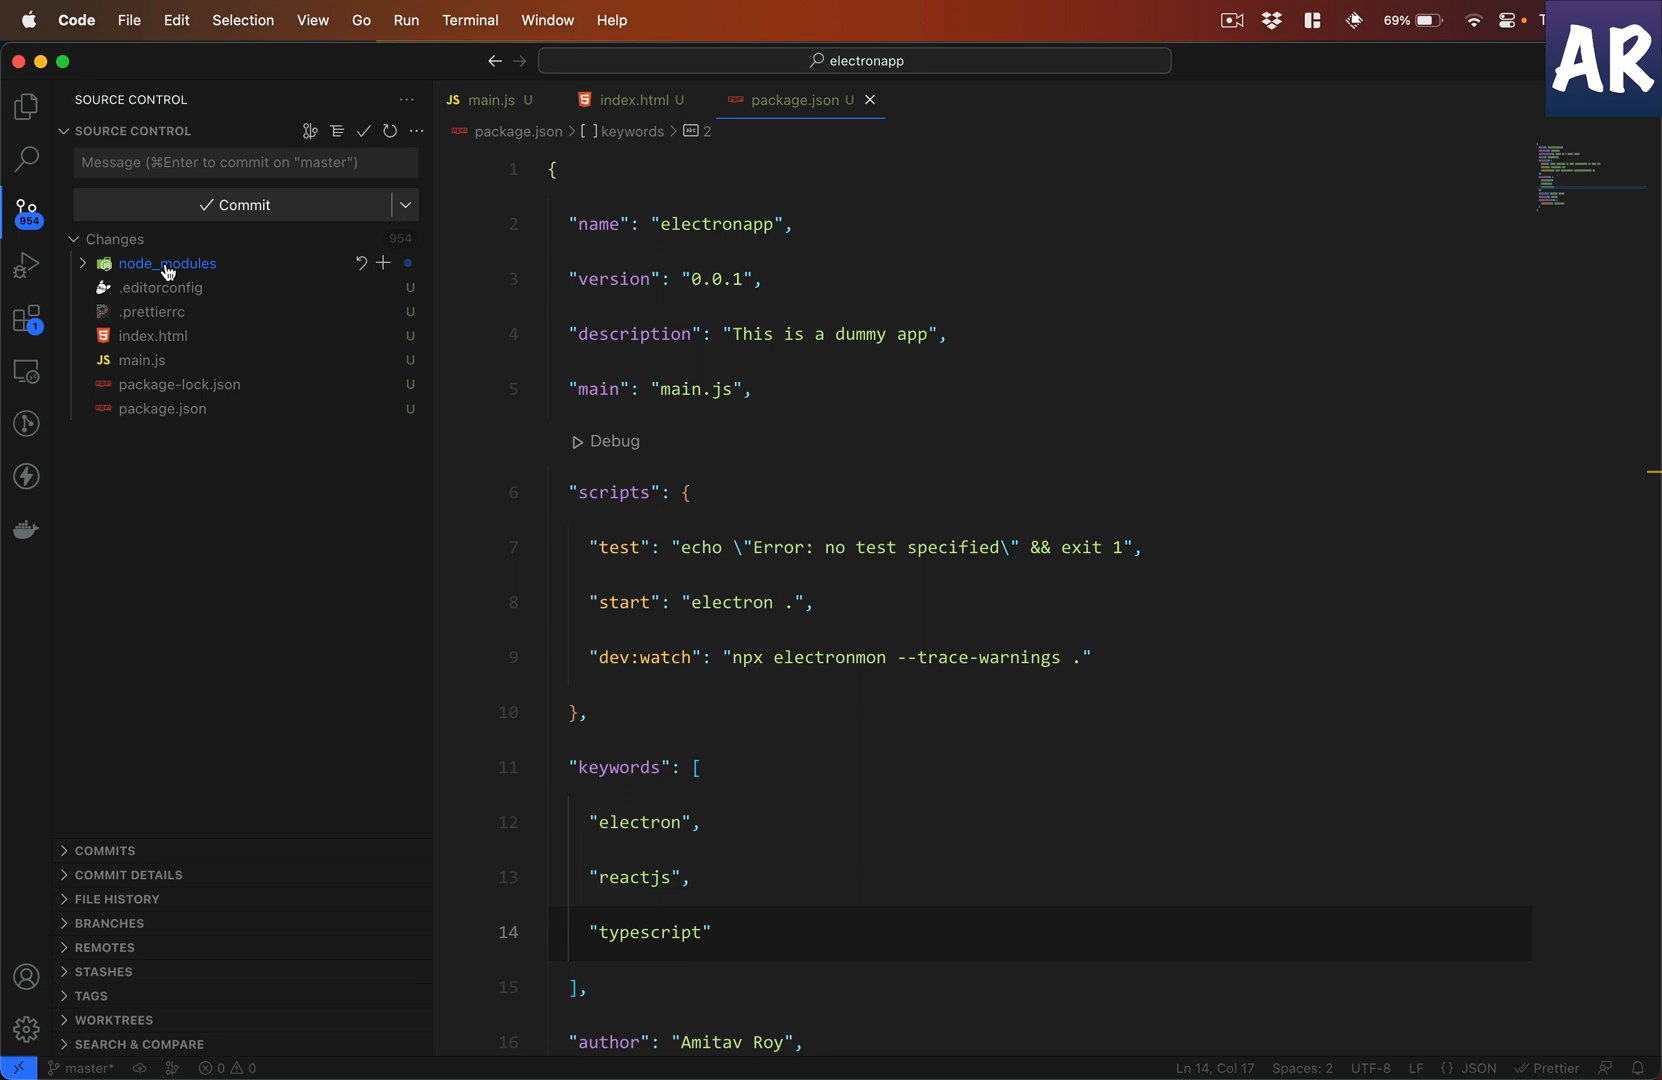 Code File Edit Selection View Go Run Terminal Window Help 69% T
AR
electronapp
SOURCE CONTROL
SOURCE CONTROL
Message (⌘Enter to commit on "master")
Commit
Changes 954
node_modules
.editorconfig U
.prettierrc U
index.html U
JS main.js U
package-lock.json U
package.json U
954
1
COMMITS
COMMIT DETAILS
FILE HISTORY
BRANCHES
REMOTES
STASHES
TAGS
WORKTREES
SEARCH & COMPARE
JS main.js U index.html U package.json U
package.json > [ ] keywords > abc 2
1 {
2 "name": "electronapp",
3 "version": "0.0.1",
4 "description": "This is a dummy app",
5 "main": "main.js",
Debug
6 "scripts": {
7 "test": "echo \"Error: no test specified\" && exit 1",
8 "start": "electron .",
9 "dev:watch": "npx electronmon --trace-warnings ."
10 },
11 "keywords": [
12 "electron",
13 "reactjs",
14 "typescript"
15 ],
16 "author": "Amitav Roy",
master* 0 0 Ln 14, Col 17 Spaces: 2 UTF-8 LF {} JSON Prettier